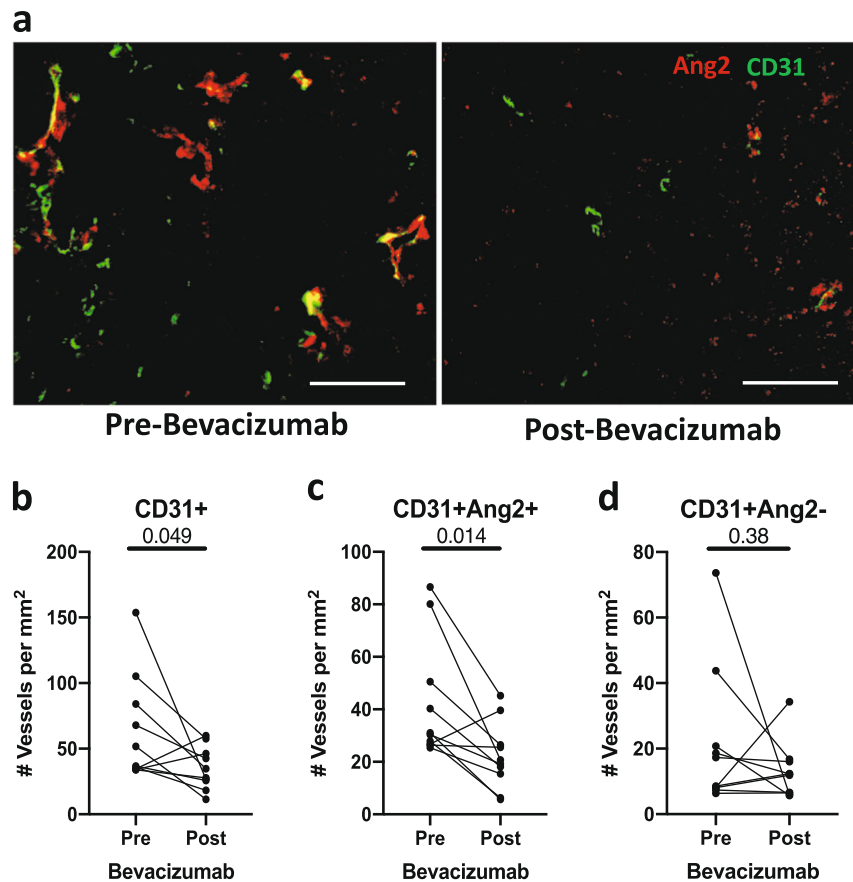 a
Ang2 CD31
Pre-Bevacizumab
Post-Bevacizumab
b
CD31+
0.049
# Vessels per mm²
200
150
100
50
0
Pre
Post
Bevacizumab
c
CD31+Ang2+
0.014
# Vessels per mm²
100
80
60
40
20
0
Pre
Post
Bevacizumab
d
CD31+Ang2-
0.38
# Vessels per mm²
80
60
40
20
0
Pre
Post
Bevacizumab